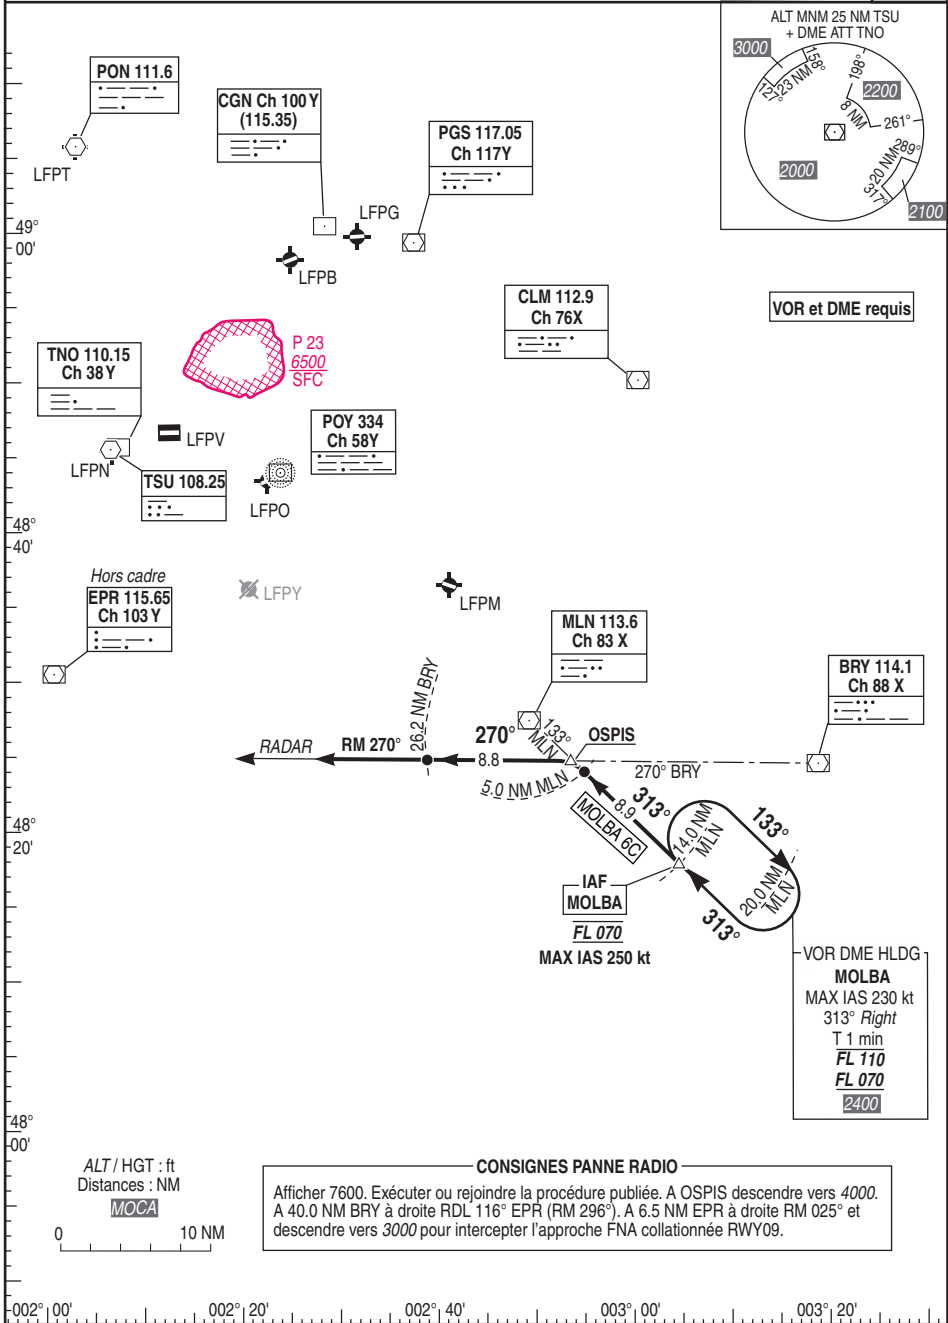 ALT MNM 25 NM TSU
+ DME ATT TNO
3000
158°
127°
23 NM
198°
2200
8 NM
261°
289°
20 NM
317°
2000
2100
PON 111.6
LFPT
CGN Ch 100Y
(115.35)
PGS 117.05
Ch 117Y
LFPG
LFPB
49°
00'
CLM 112.9
Ch 76X
VOR et DME requis
P 23
6500
SFC
TNO 110.15
Ch 38Y
LFPV
LFPN
TSU 108.25
POY 334
Ch 58Y
LFPO
48°
40'
Hors cadre
EPR 115.65
Ch 103Y
LFPY
LFPM
MLN 113.6
Ch 83 X
BRY 114.1
Ch 88 X
RADAR
RM 270°
26.2 NM BRY
270°
8.8
133°
MLN
OSPIS
270° BRY
5.0 NM MLN
313°
8.9
MOLBA 6C
14.0 NM
MLN
133°
20.0 NM
MLN
313°
48°
20'
IAF
MOLBA
FL 070
MAX IAS 250 kt
VOR DME HLDG
MOLBA
MAX IAS 230 kt
313° Right
T 1 min
FL 110
FL 070
2400
48°
00'
ALT / HGT : ft
Distances : NM
MOCA
0 10 NM
CONSIGNES PANNE RADIO
Afficher 7600. Exécuter ou rejoindre la procédure publiée. A OSPIS descendre vers 4000.
A 40.0 NM BRY à droite RDL 116° EPR (RM 296°). A 6.5 NM EPR à droite RM 025° et
descendre vers 3000 pour intercepter l'approche FNA collationnée RWY09.
002° 00' 002° 20' 002° 40' 003° 00' 003° 20'